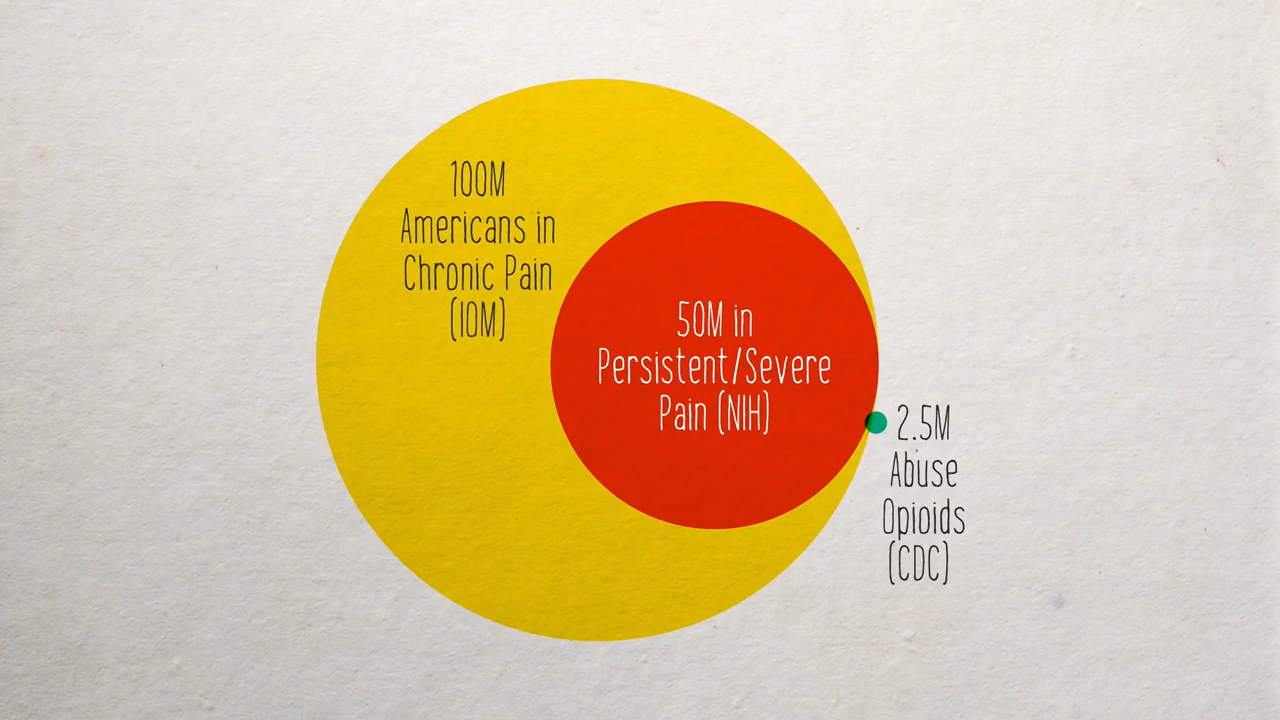 100M
Americans in
Chronic Pain
(IOM)
50M in
Persistent/Severe
Pain (NIH)
2.5M
Abuse
Opioids
(CDC)